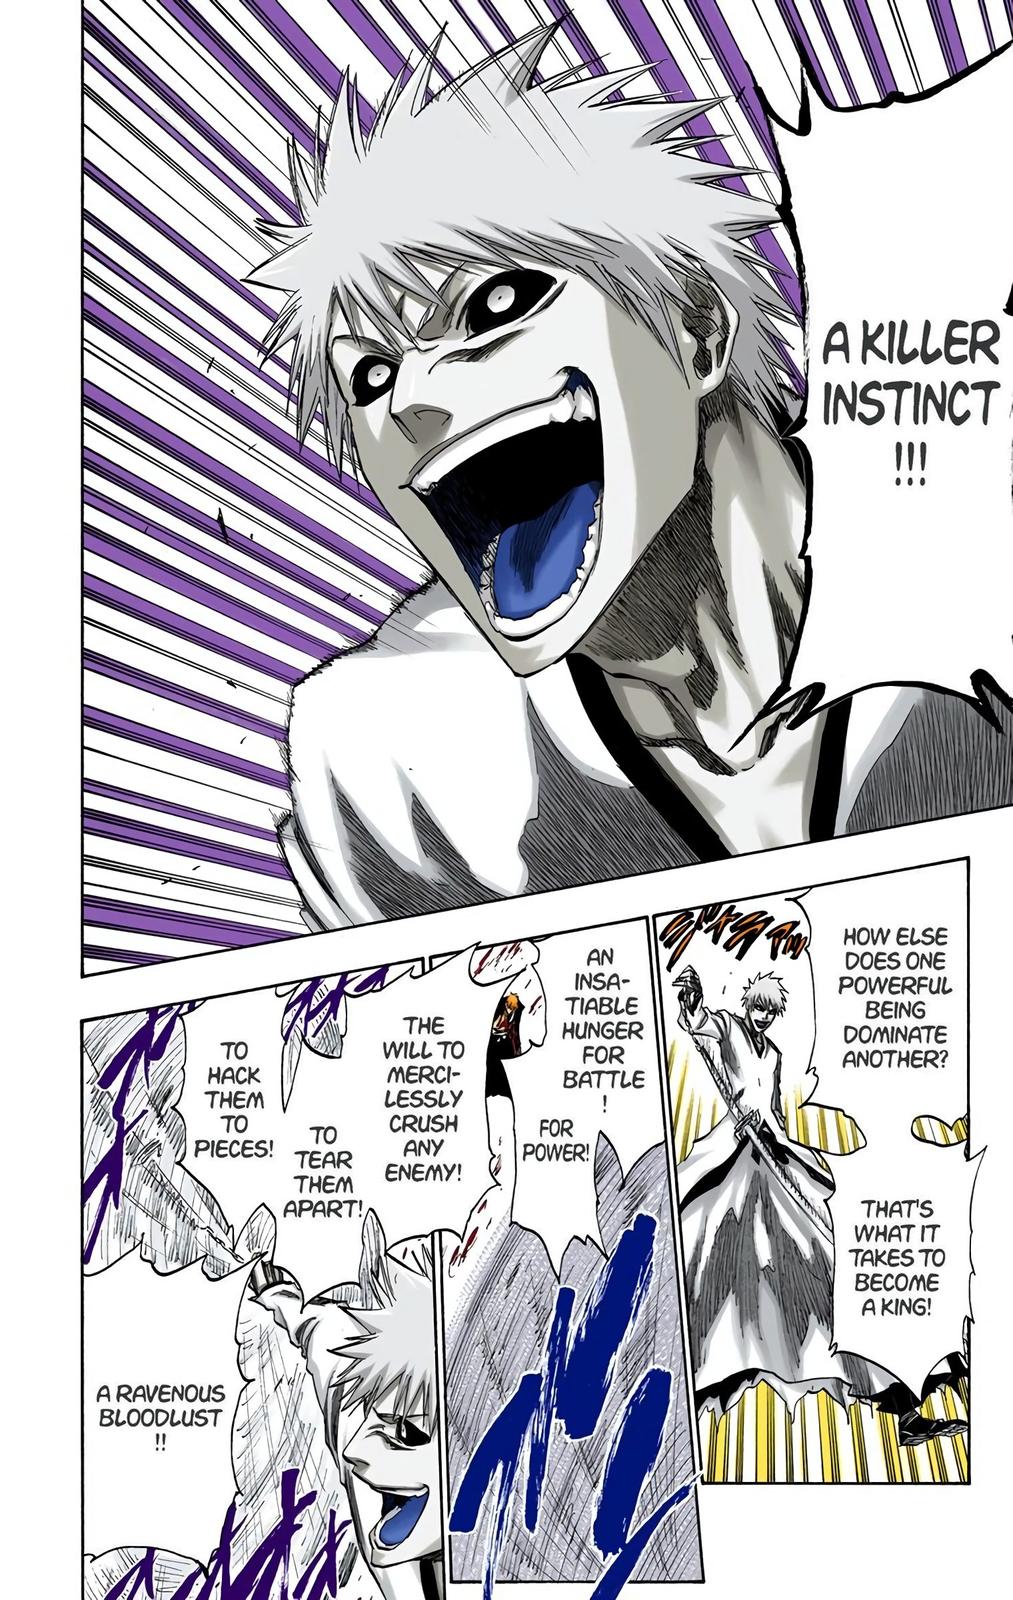 A KILLER
INSTINCT
!!!
HOW ELSE
DOES ONE
POWERFUL
BEING
DOMINATE
ANOTHER?
THAT'S
WHAT IT
TAKES TO
BECOME
A KING!
AN
INSA-
TIABLE
HUNGER
FOR
BATTLE
!
FOR
POWER!
THE
WILL TO
MERCI-
LESSLY
CRUSH
ANY
ENEMY!
TO
TEAR
THEM
APART!
TO
HACK
THEM
TO
PIECES!
A RAVENOUS
BLOODLUST
!!